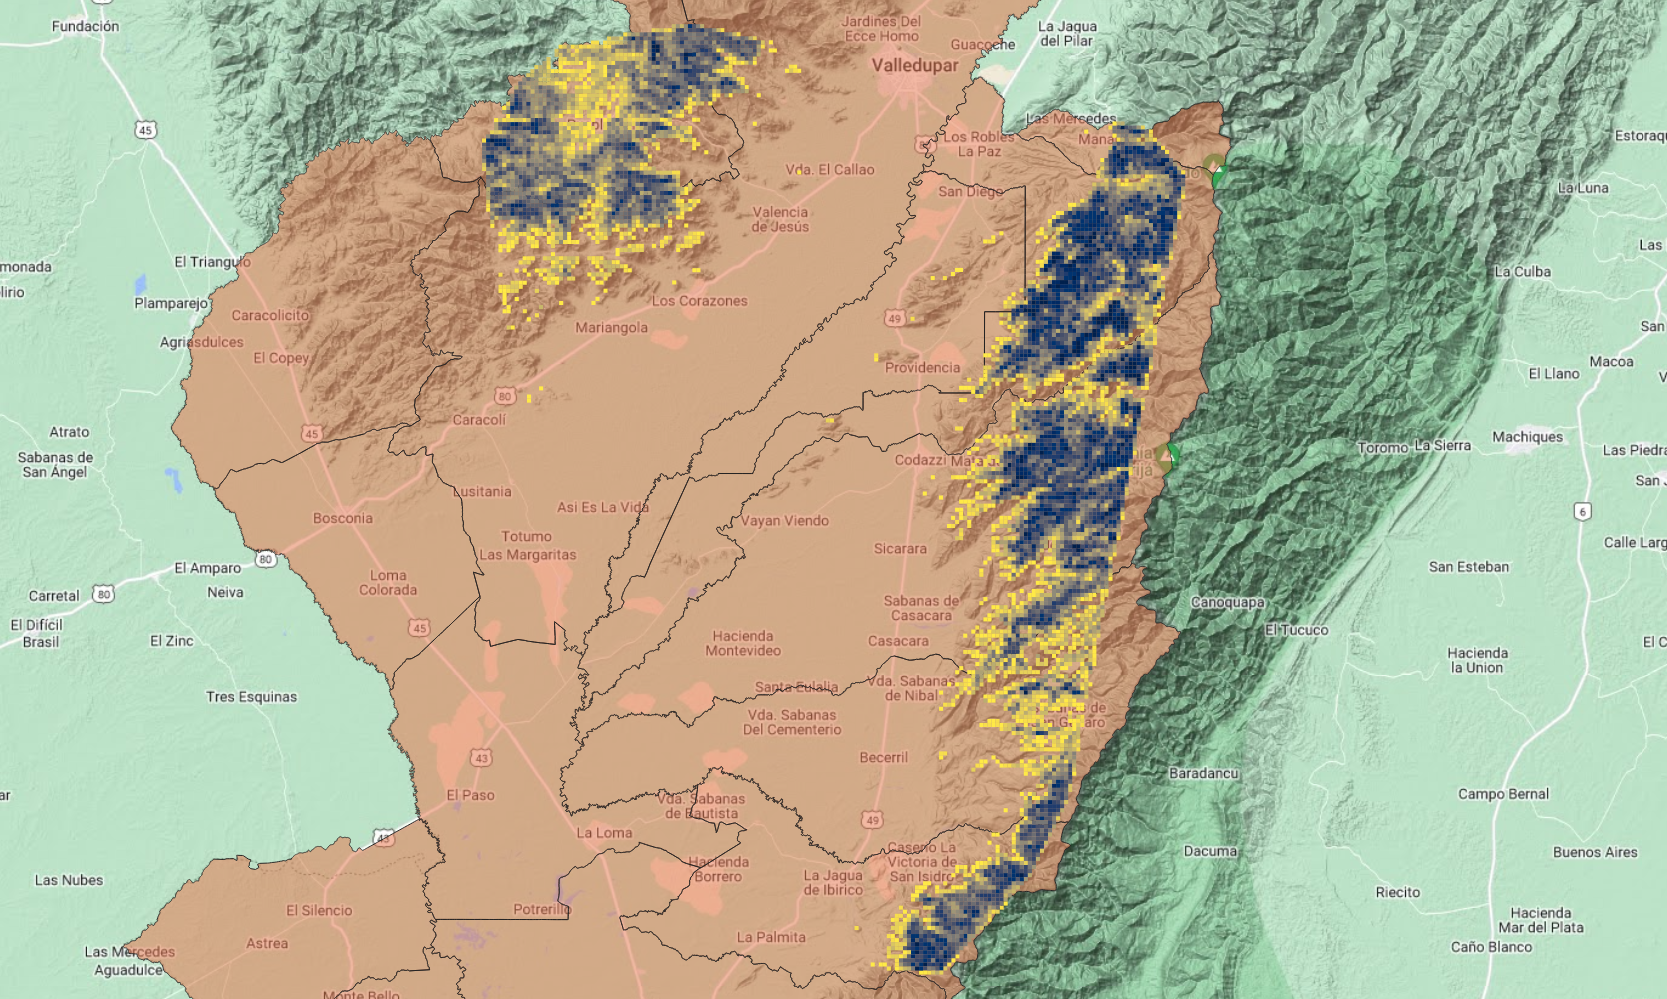 Fundación
Jardines Del
Ecce Homo
La Jagua
del Pilar
Guacoche
Valledupar
45
Las Mercedes
Mana
Los Robles
La Paz
Estoraq
Vda. El Callao
San Diego
La Luna
Valencia
de Jesús
monada
lirio
El Triangulo
Las
La Culba
Plamparejo
Caracolicito
Los Corazones
Mariangola
49
San
Agriasdulces
El Copey
Providencia
Macoa
El Llano
80
Caracolí
45
Atrato
Sabanas de
San Ángel
Codazzi
Machiques
Toromo
La Sierra
Las Piedra
San J
Lusitania
Asi Es La Vida
Bosconia
Vayan Viendo
6
Totumo
Las Margaritas
Sicarara
Calle Larg
80
El Amparo
Neiva
Loma
Colorada
San Esteban
Carretal
80
Sabanas de
Casacara
Canoquapa
El Difícil
Brasil
45
El Zinc
Hacienda
Montevideo
Casacara
El Tucuco
El C
Hacienda
la Union
Tres Esquinas
Santa Eulalia
Vda. Sabanas
de Nibal
Vda. Sabanas
Del Cementerio
43
Becerril
Baradancu
ar
El Paso
Vda. Sabanas
de Bautista
Campo Bernal
43
La Loma
49
Caserio La
Victoria de
San Isidro
Dacuma
Buenos Aires
Las Nubes
Hacienda
Borrero
La Jagua
de Ibirico
Riecito
El Silencio
Potrerillo
Hacienda
Mar del Plata
Astrea
La Palmita
Caño Blanco
Las Mercedes
Aguadulce
Monte Bello